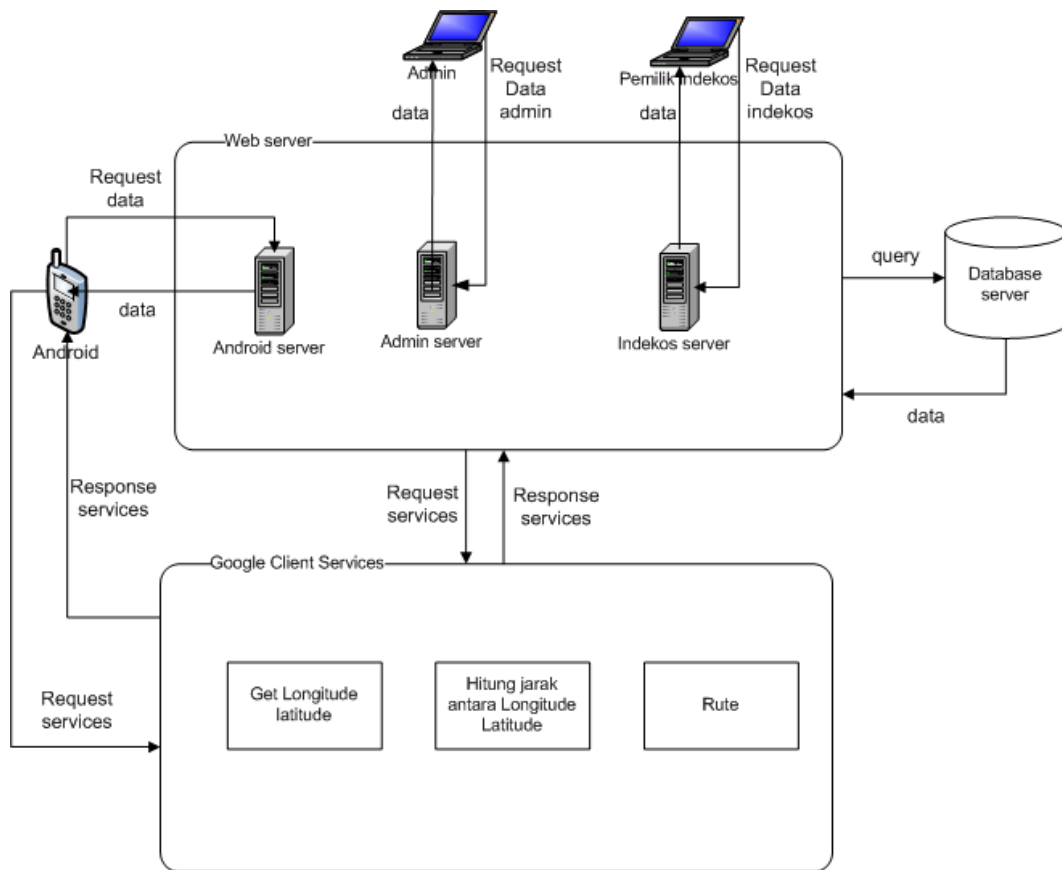 Admin
Request
Data
admin
data
Pemilik indekos
Request
Data
indekos
data
Web server
Request
data
data
Android
Android server
Admin server
Indekos server
query
Database
server
data
Response
services
Request
services
Response
services
Google Client Services
Request
services
Get Longitude
latitude
Hitung jarak
antara Longitude
Latitude
Rute